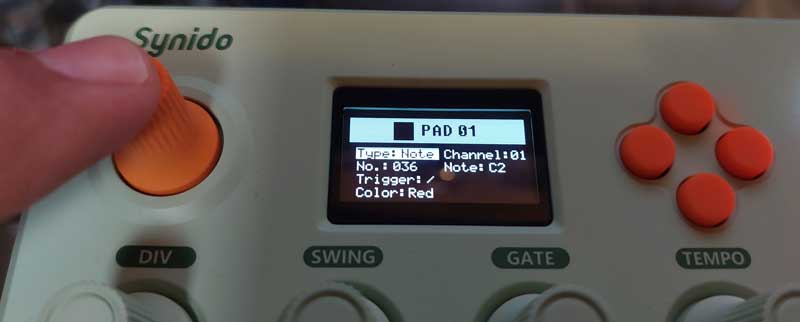 Synido
PAD 01
Type: Note Channel:01
No.: 036 Note: C2
Trigger: /
Color: Red
DIV SWING GATE TEMPO